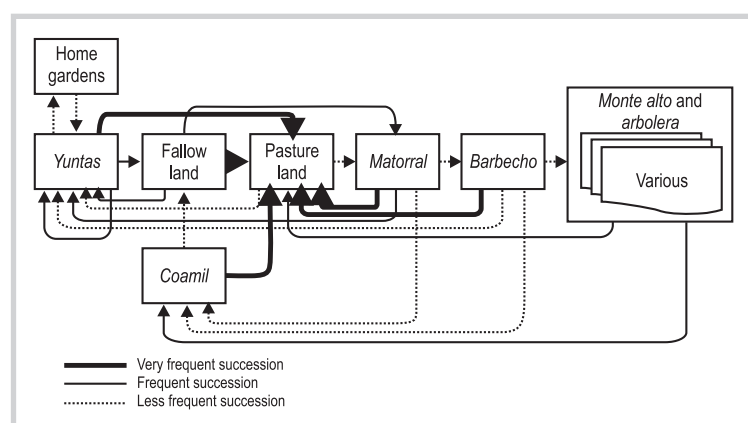 Home
gardens
Monte alto and
arbolera
Yuntas
Fallow
land
Pasture
land
Matorral
Barbecho
Various
Coamil
Very frequent succession
Frequent succession
Less frequent succession